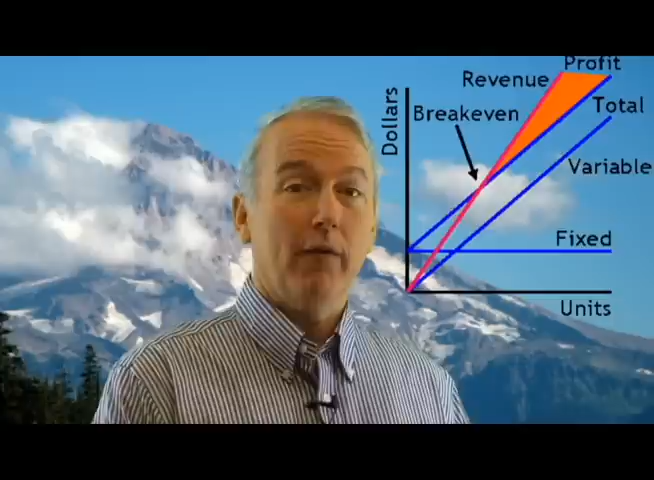 Profit
Revenue
Total
Breakeven
Dollars
Variable
Fixed
Units